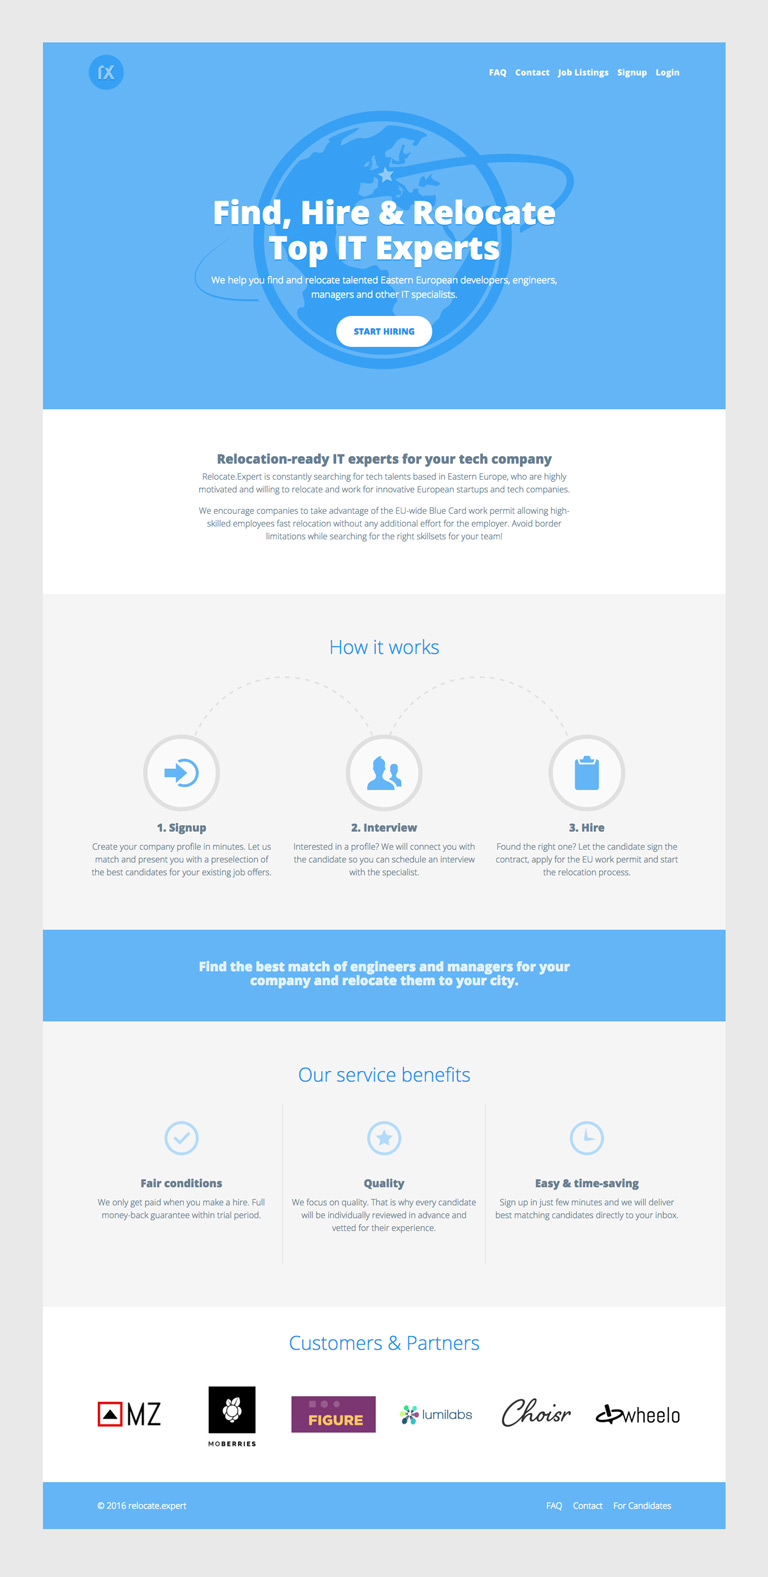 rx
FAQ Contact Job Listings Signup Login
Find, Hire & Relocate
Top IT Experts
We help you find and relocate talented Eastern European developers, engineers,
managers and other IT specialists.
START HIRING
Relocation-ready IT experts for your tech company
Relocate.Expert is constantly searching for tech talents based in Eastern Europe, who are highly
motivated and willing to relocate and work for innovative European startups and tech companies.
We encourage companies to take advantage of the EU-wide Blue Card work permit allowing high-
skilled employees fast relocation without any additional effort for the employer. Avoid border
limitations while searching for the right skillsets for your team!
How it works
1. Signup
Create your company profile in minutes. Let us
match and present you with a preselection of
the best candidates for your existing job offers.
2. Interview
Interested in a profile? We will connect you with
the candidate so you can schedule an interview
with the specialist.
3. Hire
Found the right one? Let the candidate sign the
contract, apply for the EU work permit and start
the relocation process.
Find the best match of engineers and managers for your
company and relocate them to your city.
Our service benefits
Fair conditions
We only get paid when you make a hire. Full
money-back guarantee within trial period.
Quality
We focus on quality. That is why every candidate
will be individually reviewed in advance and
vetted for their experience.
Easy & time-saving
Sign up in just few minutes and we will deliver
best matching candidates directly to your inbox.
Customers & Partners
MZ
MOBERRIES
FIGURE
lumilabs
Choisr
wheelo
© 2016 relocate.expert
FAQ Contact For Candidates